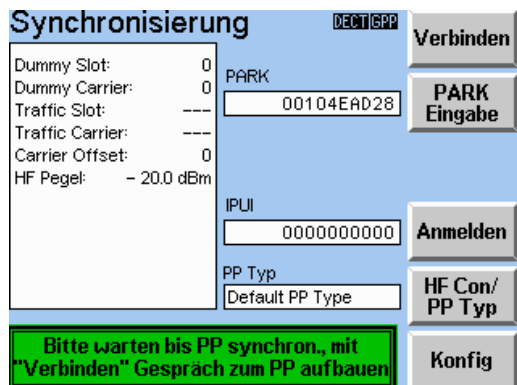 Synchronisierung
DECT GPP
Dummy Slot: 0
Dummy Carrier: 0
Traffic Slot: ---
Traffic Carrier: ---
Carrier Offset: 0
HF Pegel: - 20.0 dBm
PARK
00104EAD28
IPUI
0000000000
PP Typ
Default PP Type
Bitte warten bis PP synchron., mit
"Verbinden" Gespräch zum PP aufbauen
Verbinden
PARK
Eingabe
Anmelden
HF Con/
PP Typ
Konfig